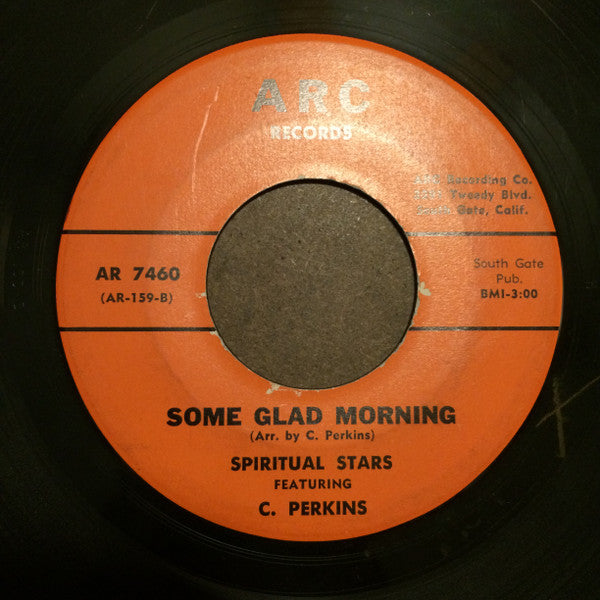 ARC
RECORDS
Recording Co.
Tweedy Blvd.
South Gate, Calif.
AR 7460
(AR-159-B)
South Gate
Pub.
BMI-3:00
SOME GLAD MORNING
(Arr. by C. Perkins)
SPIRITUAL STARS
FEATURING
C. PERKINS